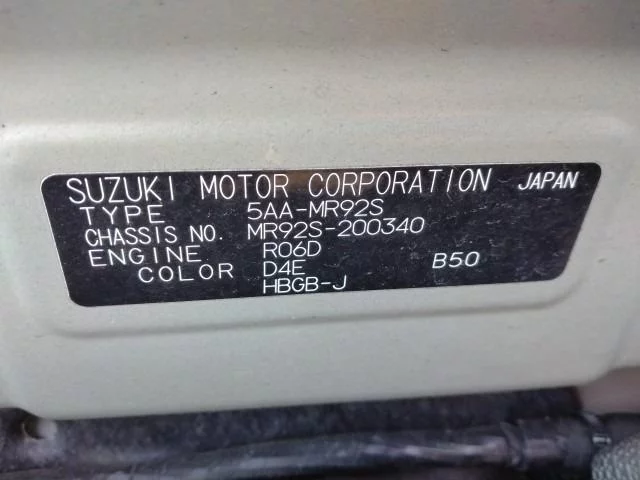 SUZUKI MOTOR CORPORATION JAPAN
TYPE 5AA-MR92S
CHASSIS NO. MR92S-200340
ENGINE R06D
COLOR D4E B50
HBGB-J